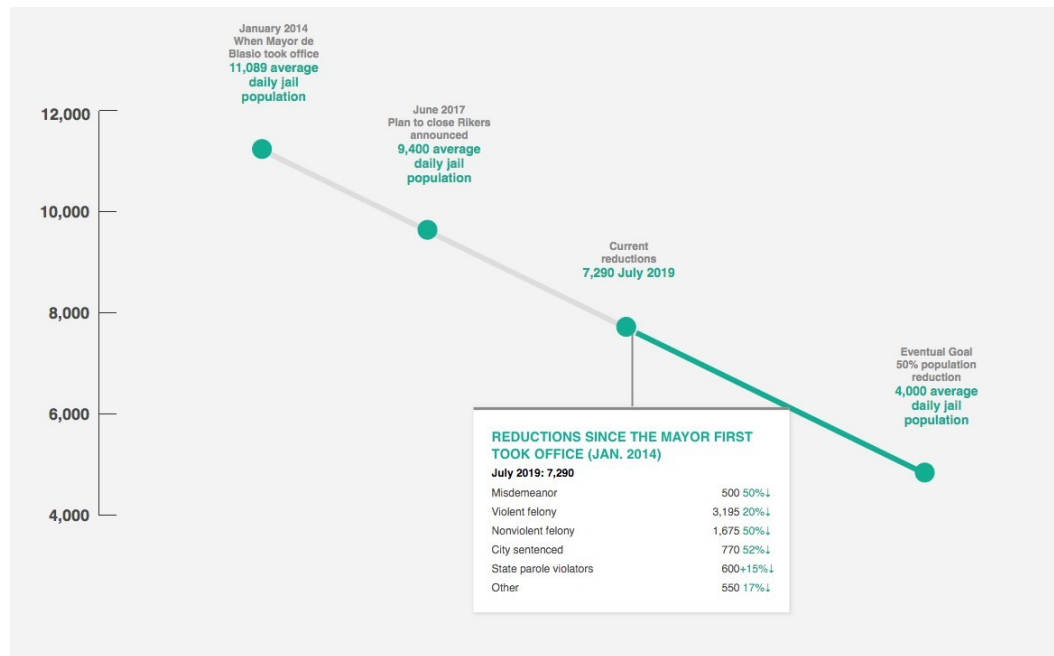 January 2014
When Mayor de
Blasio took office
11,089 average
daily jail
population
June 2017
Plan to close Rikers
announced
9,400 average
daily jail
population
Current
reductions
7,290 July 2019
Eventual Goal
50% population
reduction
4,000 average
daily jail
population
12,000
10,000
8,000
6,000
4,000
REDUCTIONS SINCE THE MAYOR FIRST
TOOK OFFICE (JAN. 2014)
July 2019: 7,290
Misdemeanor 500 50%↓
Violent felony 3,195 20%↓
Nonviolent felony 1,675 50%↓
City sentenced 770 52%↓
State parole violators 600+15%↓
Other 550 17%↓